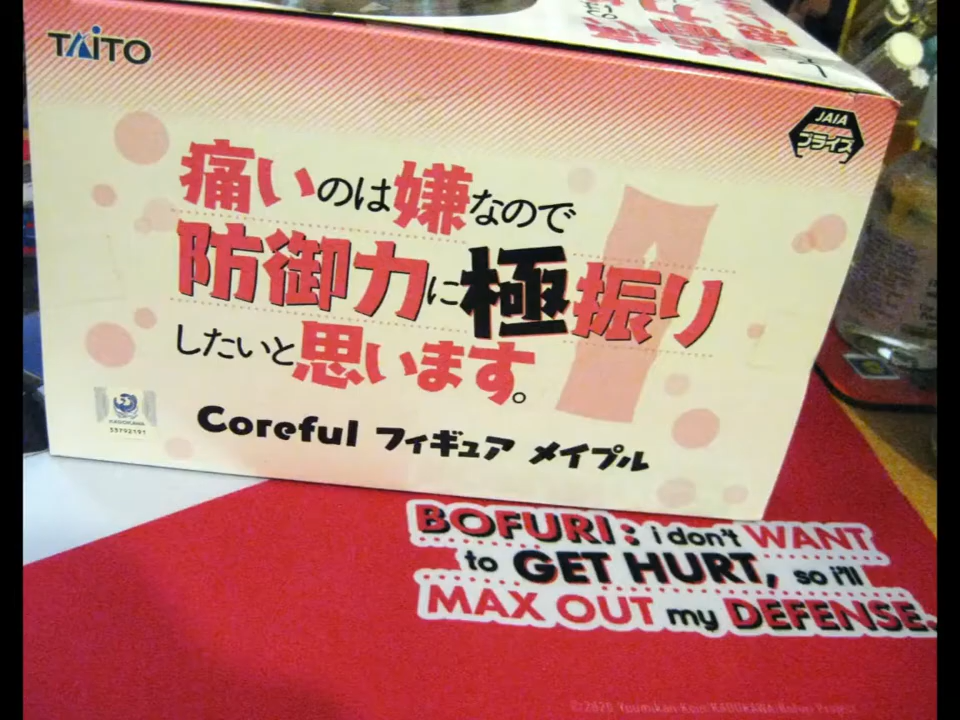 TAITO
JAIA
プライズ
痛いのは嫌なので
防御力に極振り
したいと思います。
KADOKAWA
55792191
Coreful フィギュア メイプル
BOFURI: i don't WANT
to GET HURT, so i'll
MAX OUT my DEFENSE.